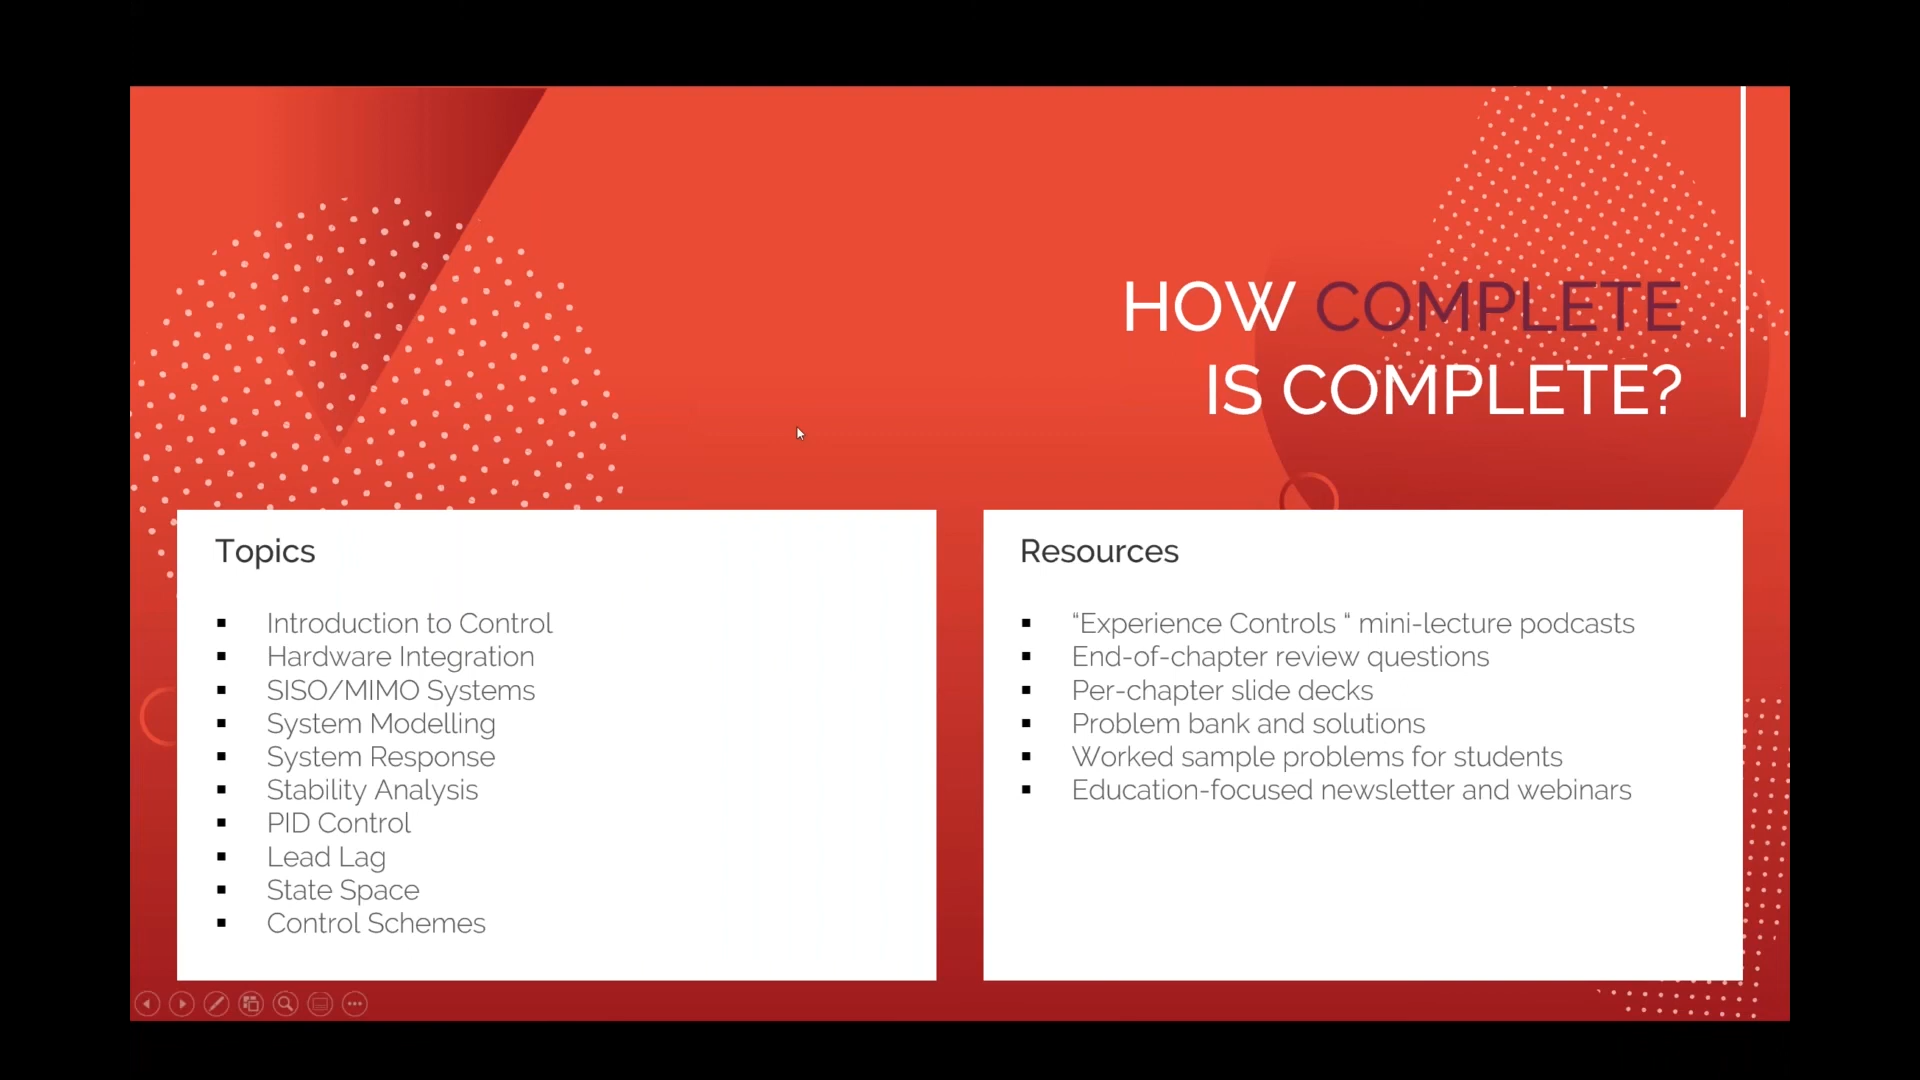 HOW COMPLETE
IS COMPLETE?
Topics
▪ Introduction to Control
▪ Hardware Integration
▪ SISO/MIMO Systems
▪ System Modelling
▪ System Response
▪ Stability Analysis
▪ PID Control
▪ Lead Lag
▪ State Space
▪ Control Schemes
Resources
▪ “Experience Controls “ mini-lecture podcasts
▪ End-of-chapter review questions
▪ Per-chapter slide decks
▪ Problem bank and solutions
▪ Worked sample problems for students
▪ Education-focused newsletter and webinars